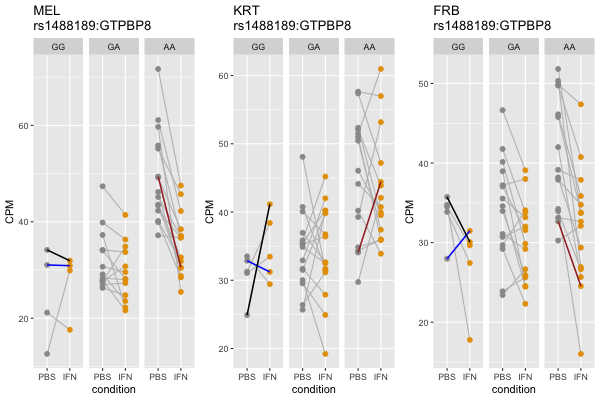 MEL
rs1488189:GTPBP8
GG GA AA
CPM
60
40
20
PBS IFN PBS IFN PBS IFN
condition
KRT
rs1488189:GTPBP8
GG GA AA
CPM
60
50
40
30
20
PBS IFN PBS IFN PBS IFN
condition
FRB
rs1488189:GTPBP8
GG GA AA
CPM
50
40
30
20
PBS IFN PBS IFN PBS IFN
condition